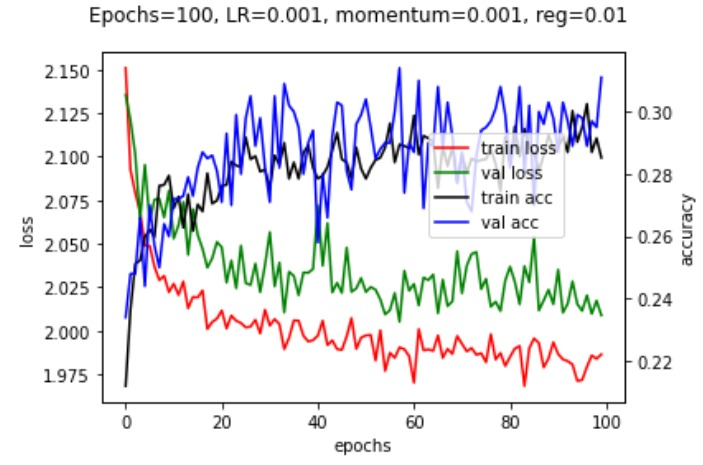 Epochs=100, LR=0.001, momentum=0.001, reg=0.01
2.150
2.125
2.100
2.075
2.050
2.025
2.000
1.975
loss
0.30
0.28
0.26
0.24
0.22
accuracy
train loss
val loss
train acc
val acc
0 20 40 60 80 100
epochs